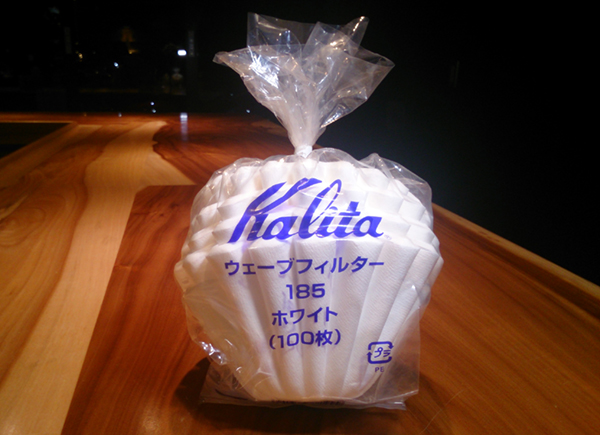 Kalita
ウェーブフィルター
185
ホワイト
(100枚)
プラ
PE